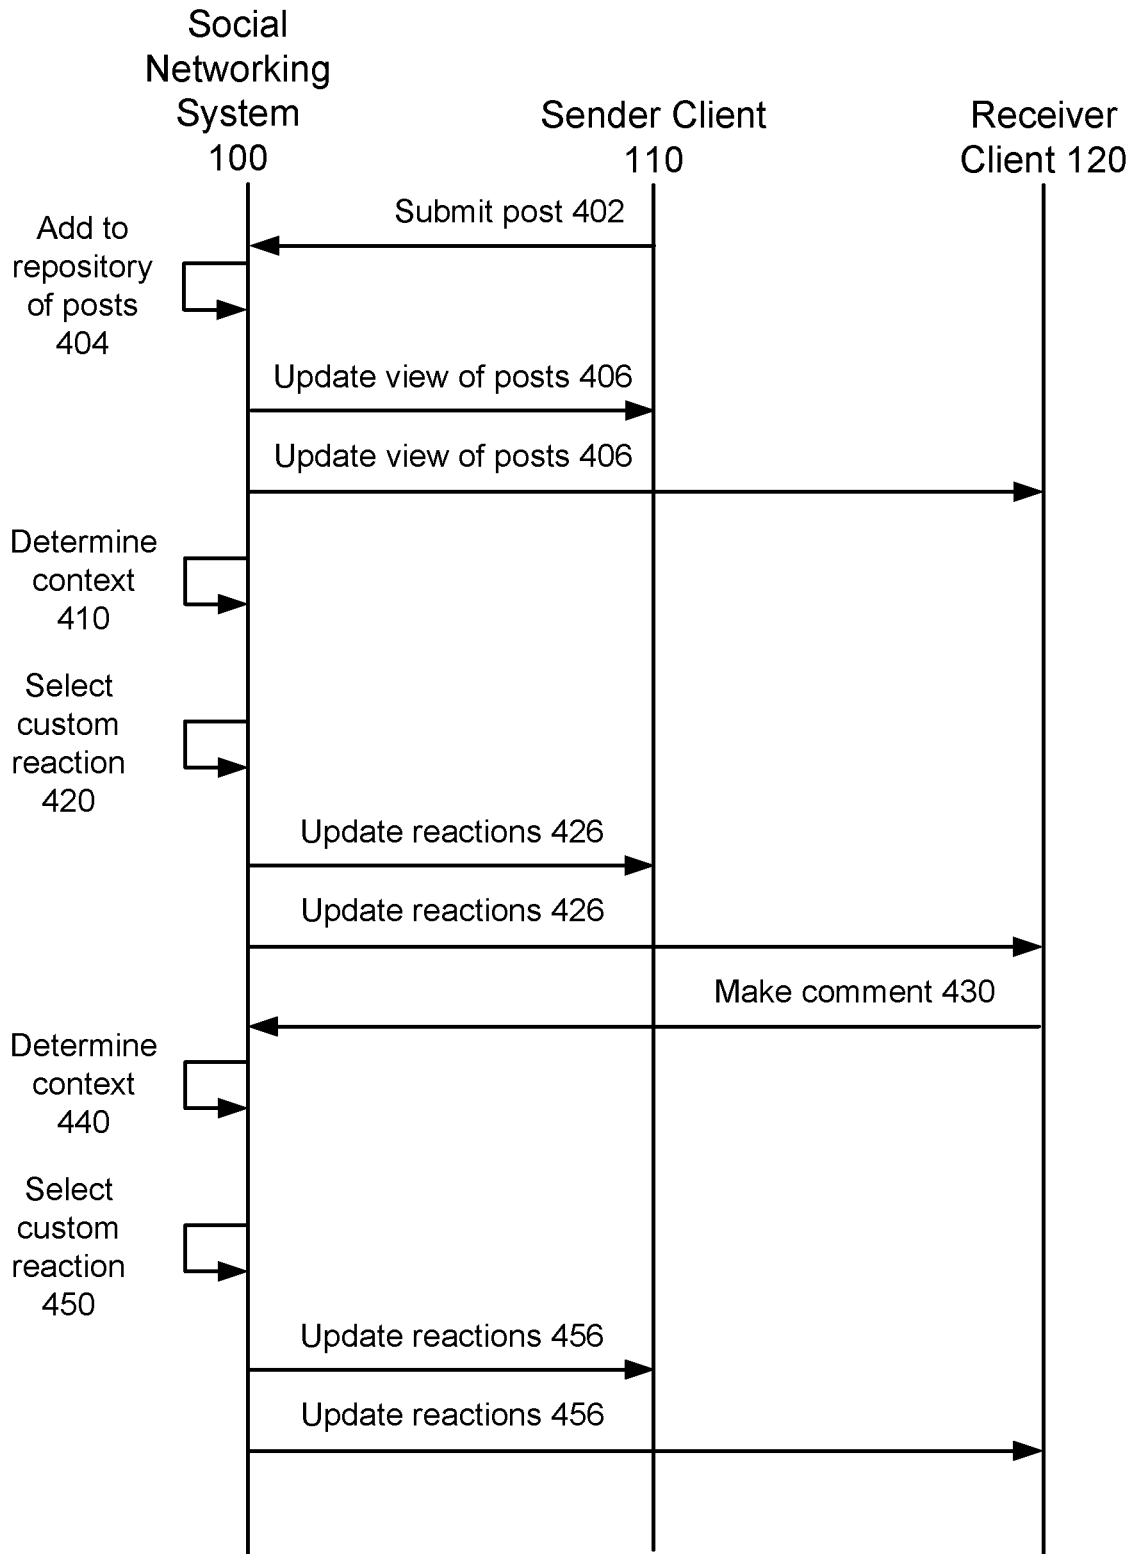 Social
Networking
System
100
Sender Client
110
Receiver
Client 120
Submit post 402
Add to
repository
of posts
404
Update view of posts 406
Update view of posts 406
Determine
context
410
Select
custom
reaction
420
Update reactions 426
Update reactions 426
Make comment 430
Determine
context
440
Select
custom
reaction
450
Update reactions 456
Update reactions 456